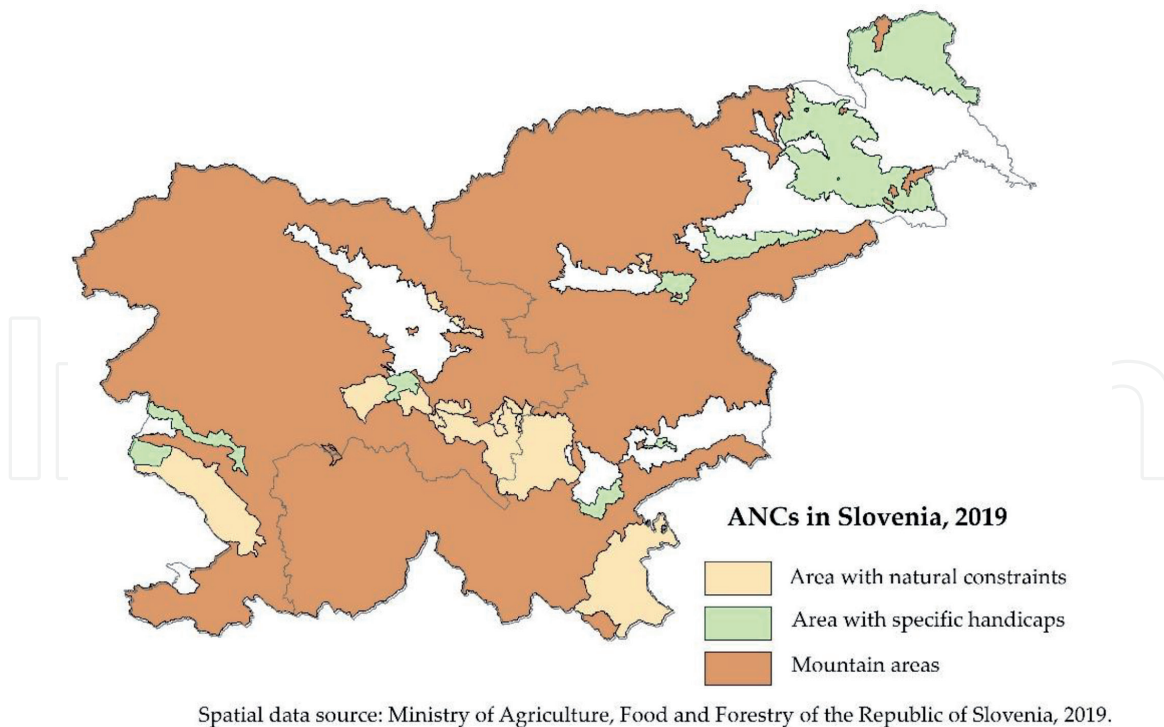 ANCs in Slovenia, 2019
Area with natural constraints
Area with specific handicaps
Mountain areas
Spatial data source: Ministry of Agriculture, Food and Forestry of the Republic of Slovenia, 2019.